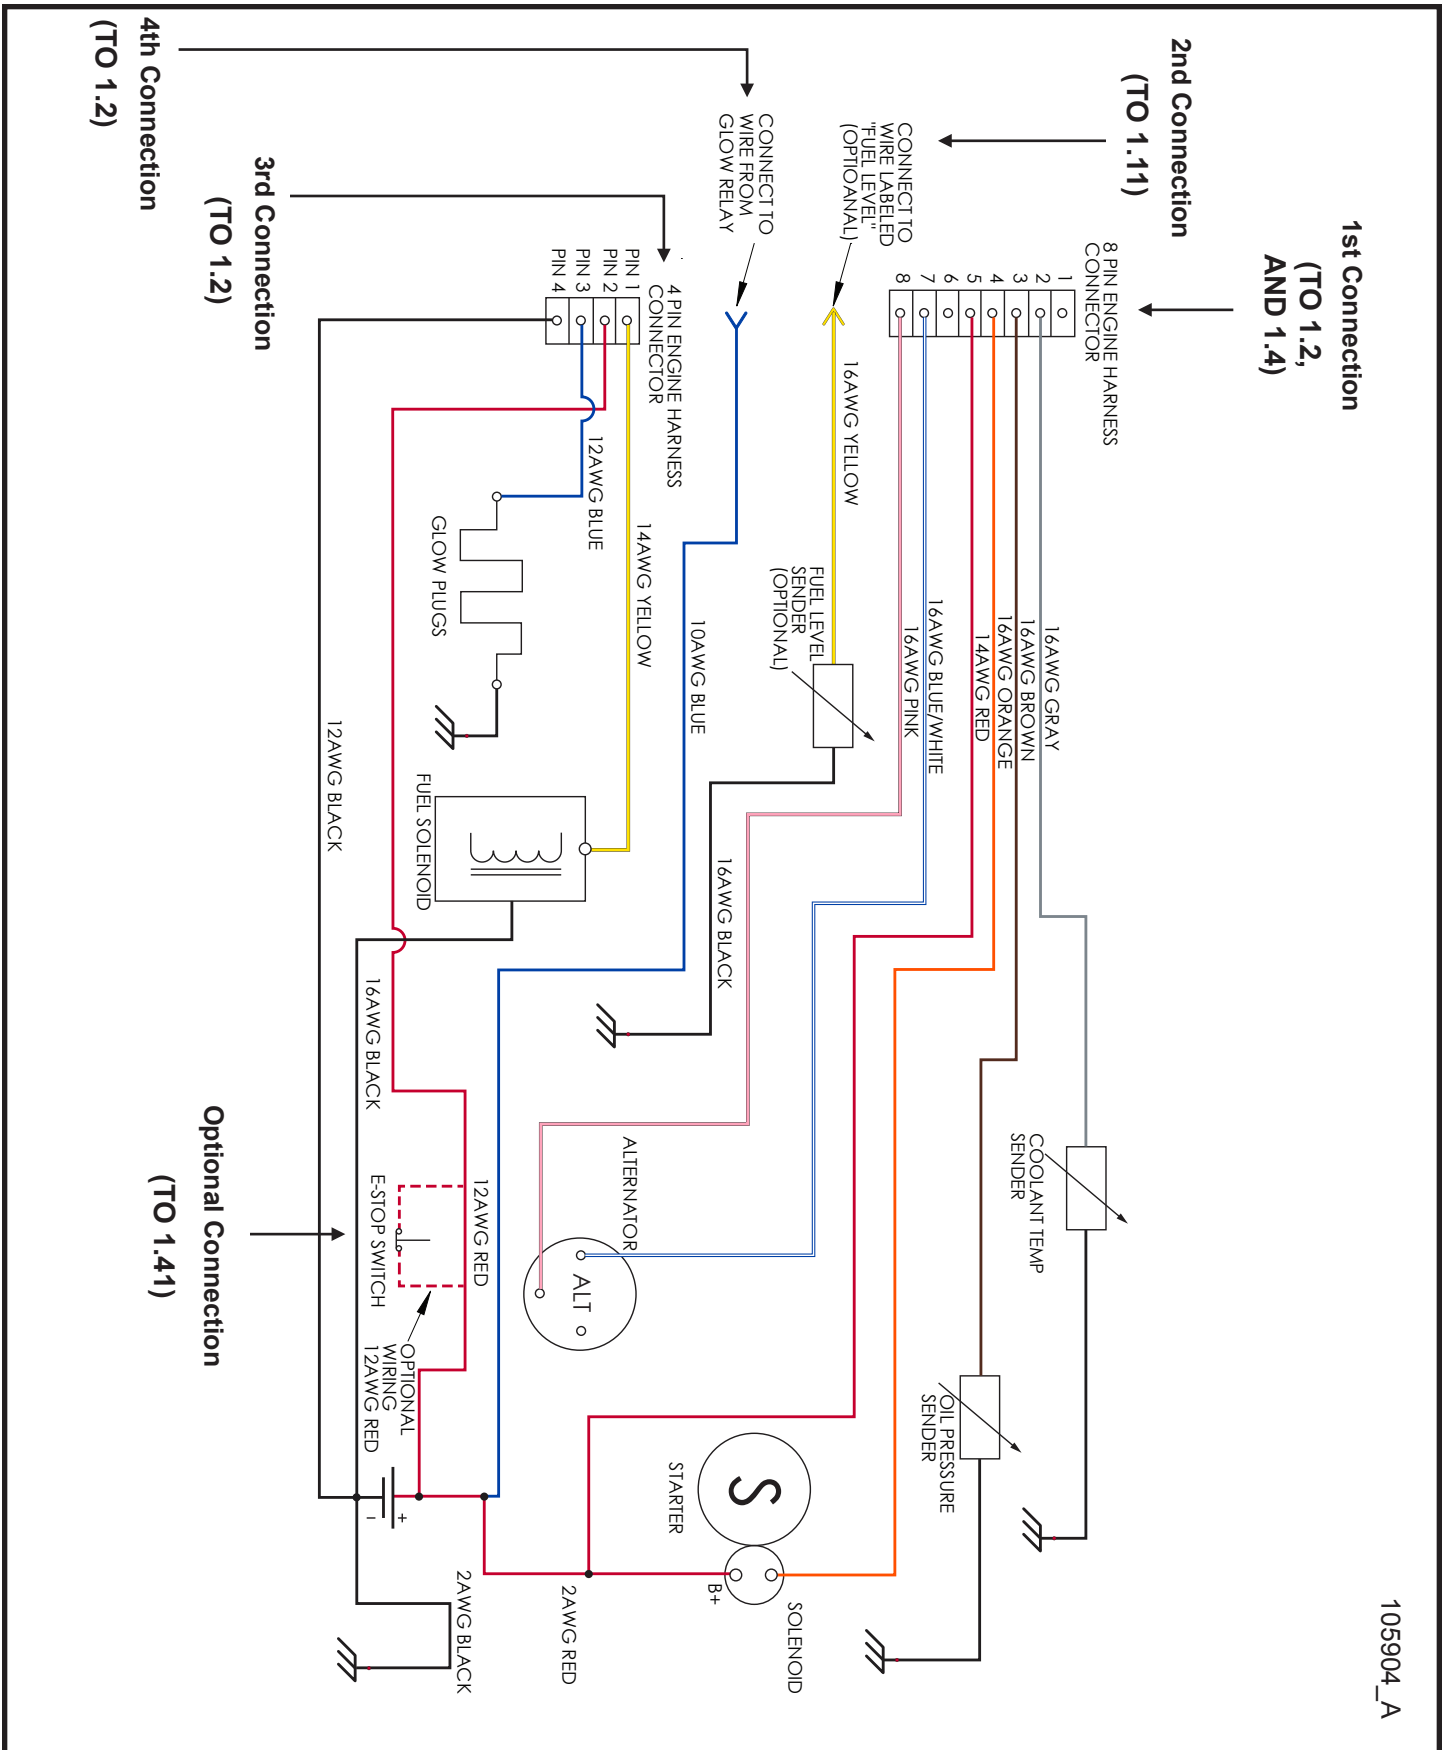 105904_A
1st Connection
(TO 1.2,
AND 1.4)
2nd Connection
(TO 1.11)
8 PIN ENGINE HARNESS
CONNECTOR
1
2
3
4
5
6
7
8
16AWG GRAY
16AWG BROWN
16AWG ORANGE
14AWG RED
16AWG BLUE/WHITE
16AWG PINK
COOLANT TEMP
SENDER
OIL PRESSURE
SENDER
CONNECT TO
WIRE LABELED
"FUEL LEVEL"
(OPTIOANAL)
16AWG YELLOW
FUEL LEVEL
SENDER
(OPTIONAL)
16AWG BLACK
SOLENOID
B+
S
STARTER
4th Connection
(TO 1.2)
CONNECT TO
WIRE FROM
GLOW RELAY
10AWG BLUE
ALTERNATOR
ALT
2AWG RED
3rd Connection
(TO 1.2)
4 PIN ENGINE HARNESS
CONNECTOR
PIN 1
PIN 2
PIN 3
PIN 4
14AWG YELLOW
12AWG BLUE
GLOW PLUGS
FUEL SOLENOID
12AWG RED
2AWG BLACK
16AWG BLACK
E-STOP SWITCH
OPTIONAL
WIRING
12AWG RED
+
-
12AWG BLACK
Optional Connection
(TO 1.41)